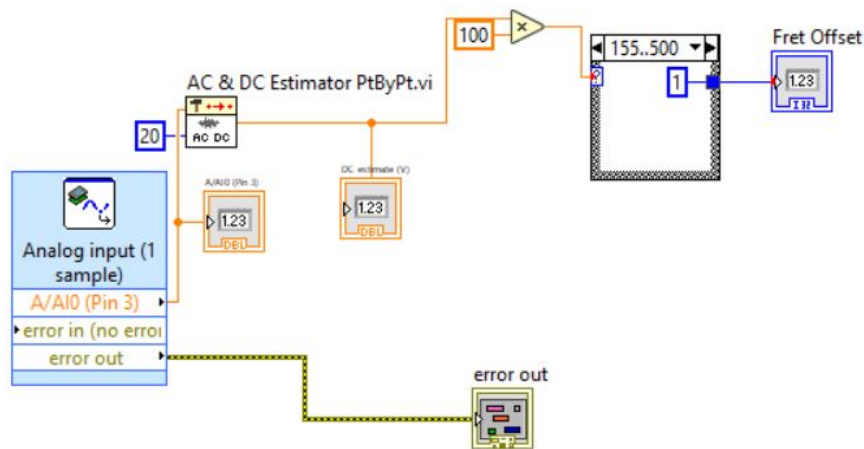 155..500
Fret Offset
100
1
1.23
I32
AC & DC Estimator PtByPt.vi
20
AC DC
A/AI0 (Pin 3)
1.23
DBL
DC estimate (V)
1.23
DBL
Analog input (1
sample)
A/AI0 (Pin 3)
error in (no erro
error out
error out